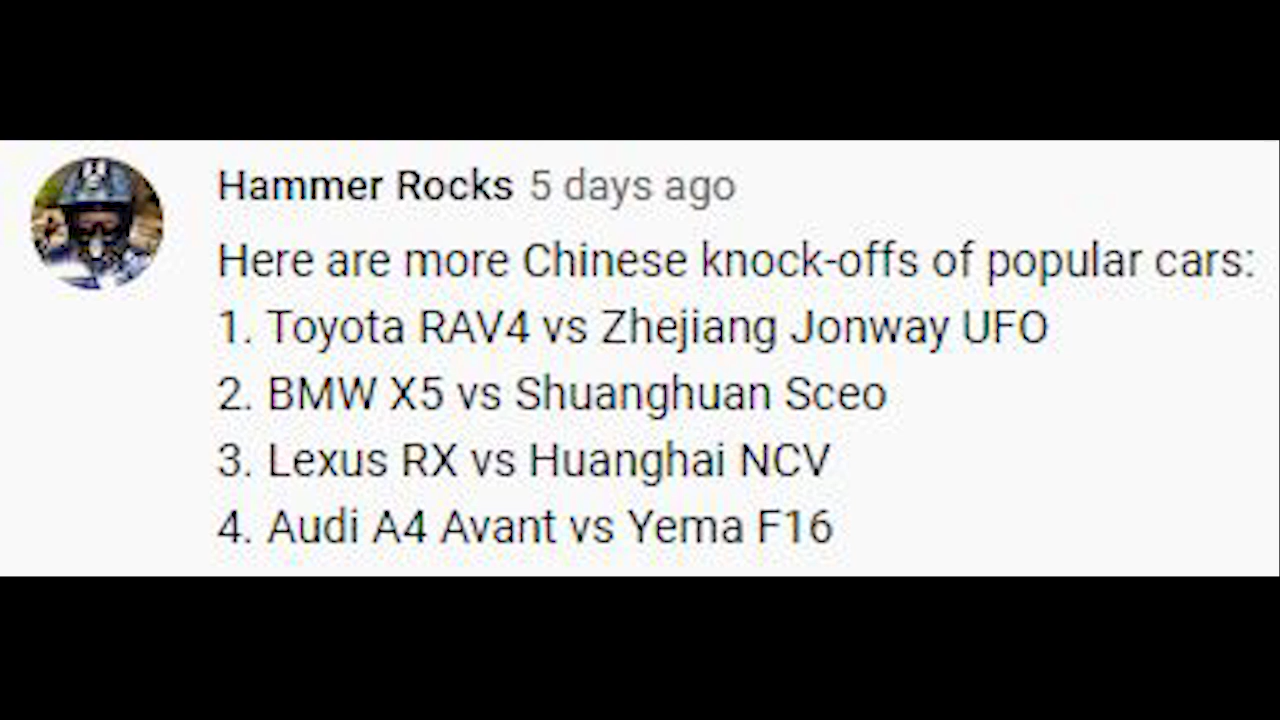 Hammer Rocks 5 days ago
Here are more Chinese knock-offs of popular cars:
1. Toyota RAV4 vs Zhejiang Jonway UFO
2. BMW X5 vs Shuanghuan Sceo
3. Lexus RX vs Huanghai NCV
4. Audi A4 Avant vs Yema F16